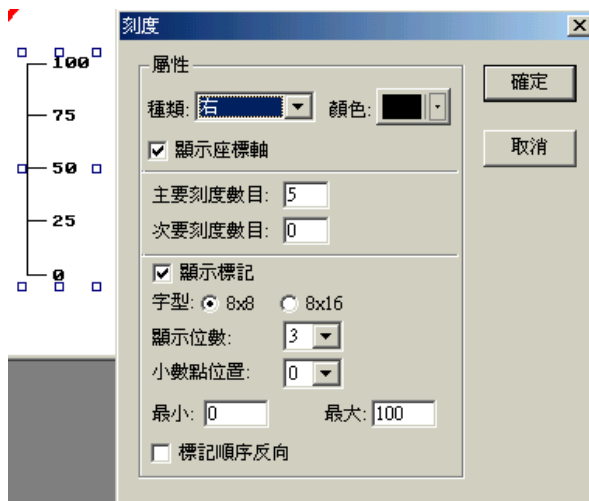 刻度
100
75
50
25
0
屬性
種類: 右
顏色:
顯示座標軸
主要刻度數目: 5
次要刻度數目: 0
顯示標記
字型: 8x8 8x16
顯示位數: 3
小數點位置: 0
最小: 0 最大: 100
標記順序反向
確定
取消